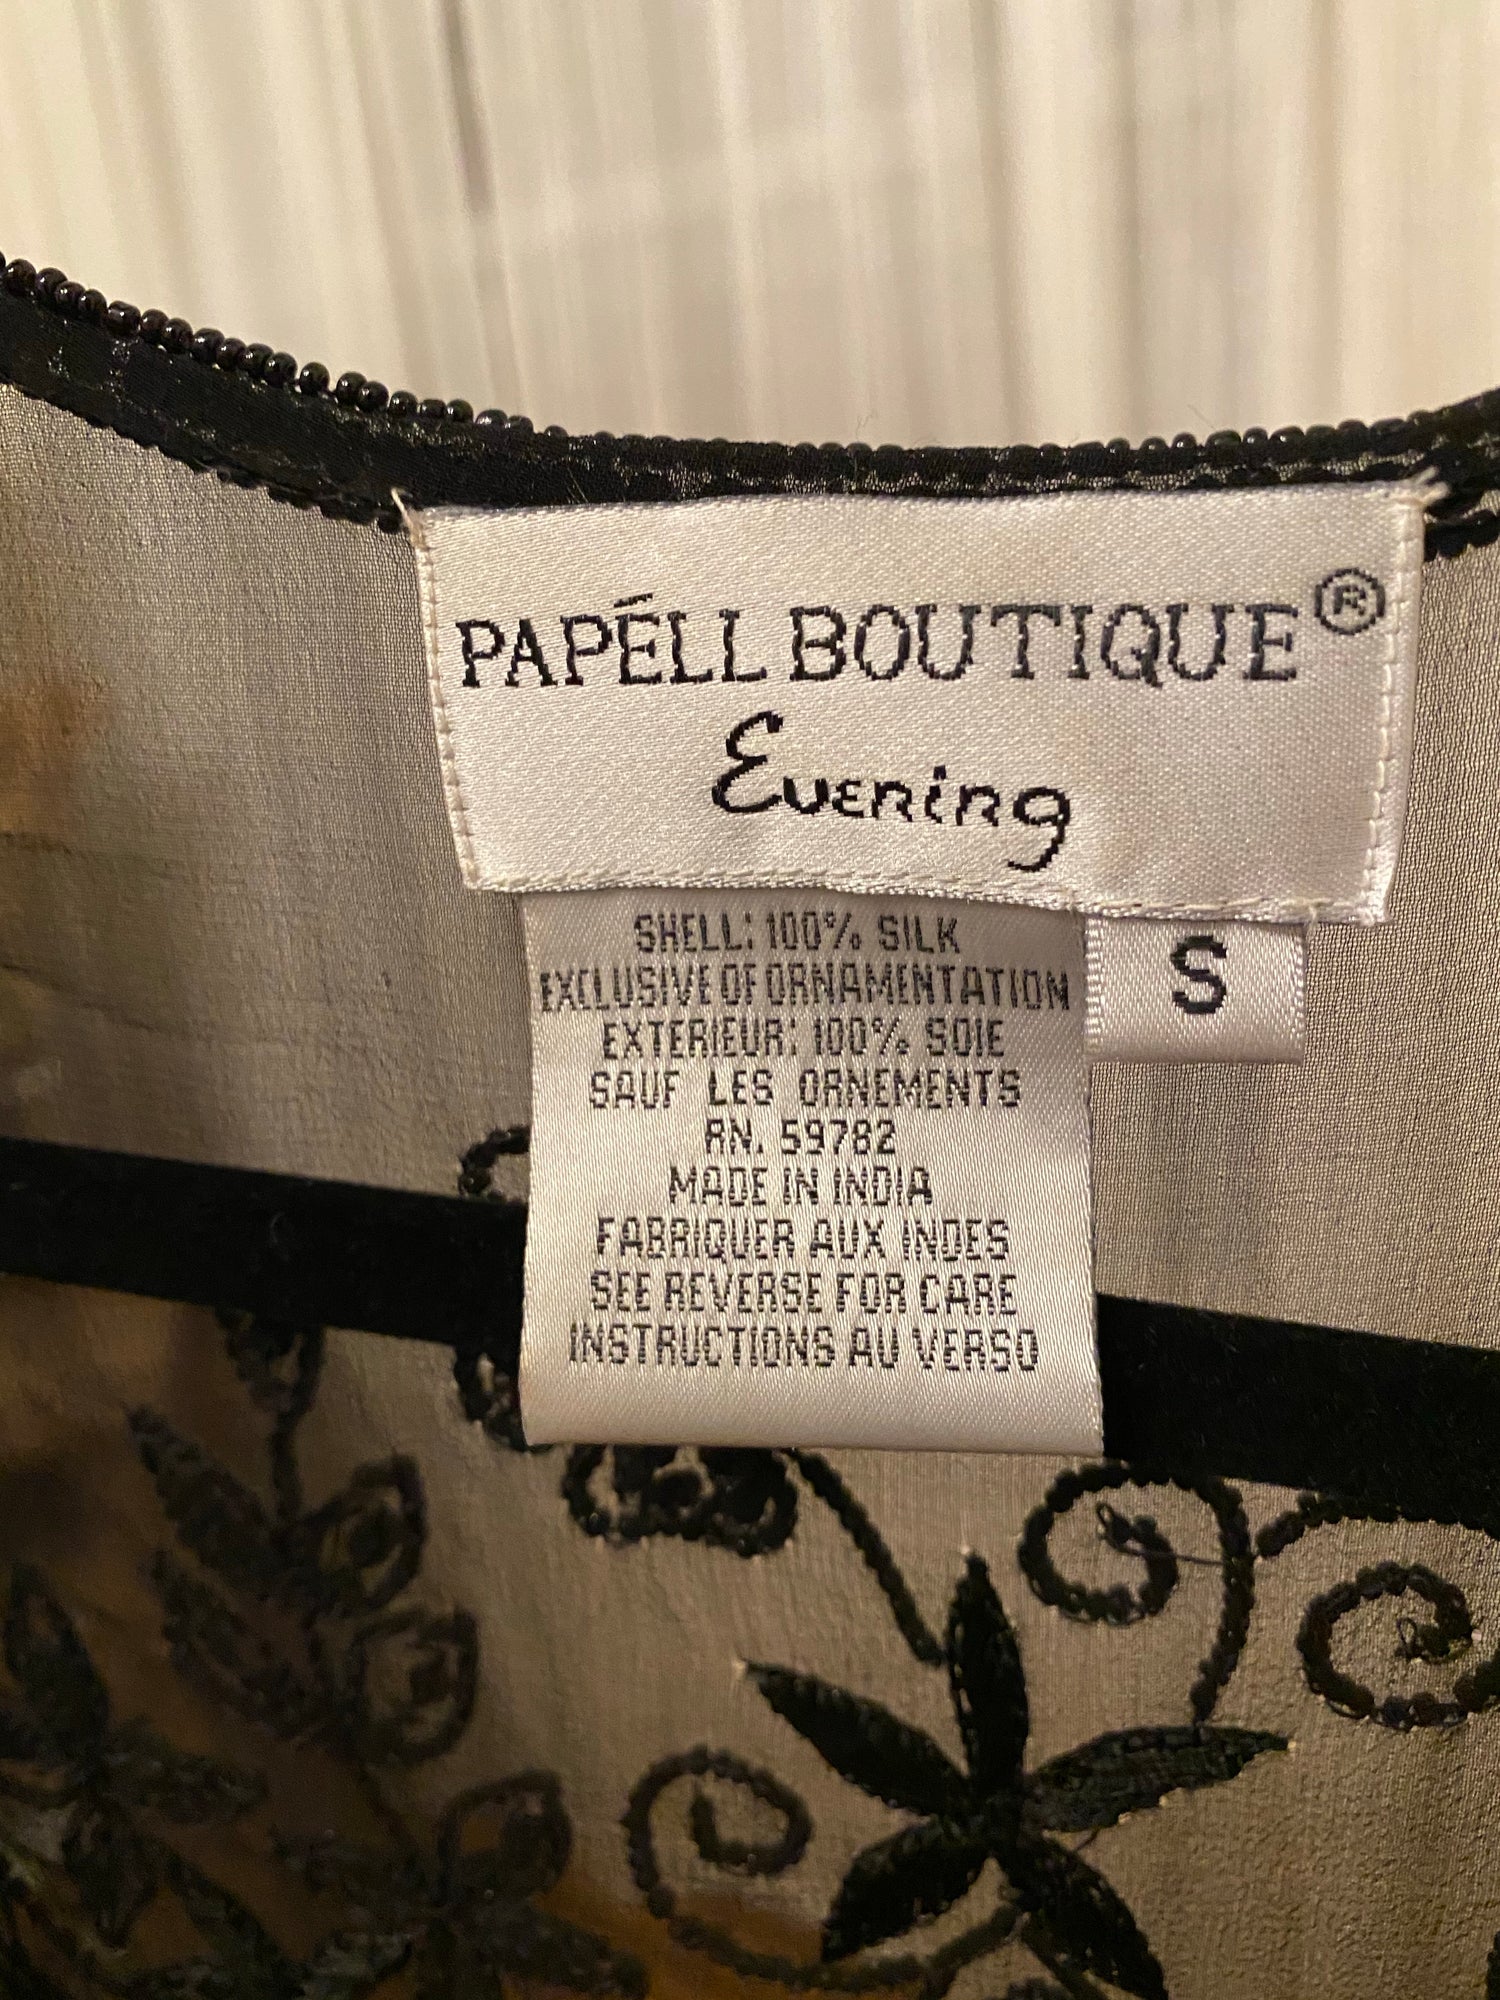 PAPÉLL BOUTIQUE®
Evening
S
SHELL: 100% SILK
EXCLUSIVE OF ORNAMENTATION
EXTERIEUR: 100% SOIE
SAUF LES ORNEMENTS
RN. 59782
MADE IN INDIA
FABRIQUER AUX INDES
SEE REVERSE FOR CARE
INSTRUCTIONS AU VERSO